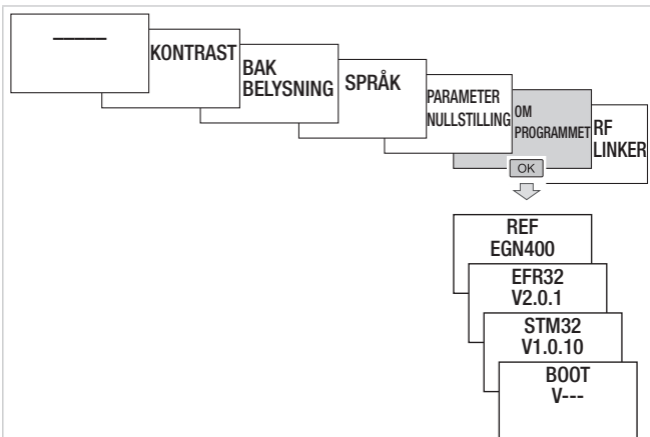 -----
KONTRAST
BAK
BELYSNING
SPRÅK
PARAMETER
NULLSTILLING
OM
PROGRAMMET
RF
LINKER
OK
REF
EGN400
EFR32
V2.0.1
STM32
V1.0.10
BOOT
V---